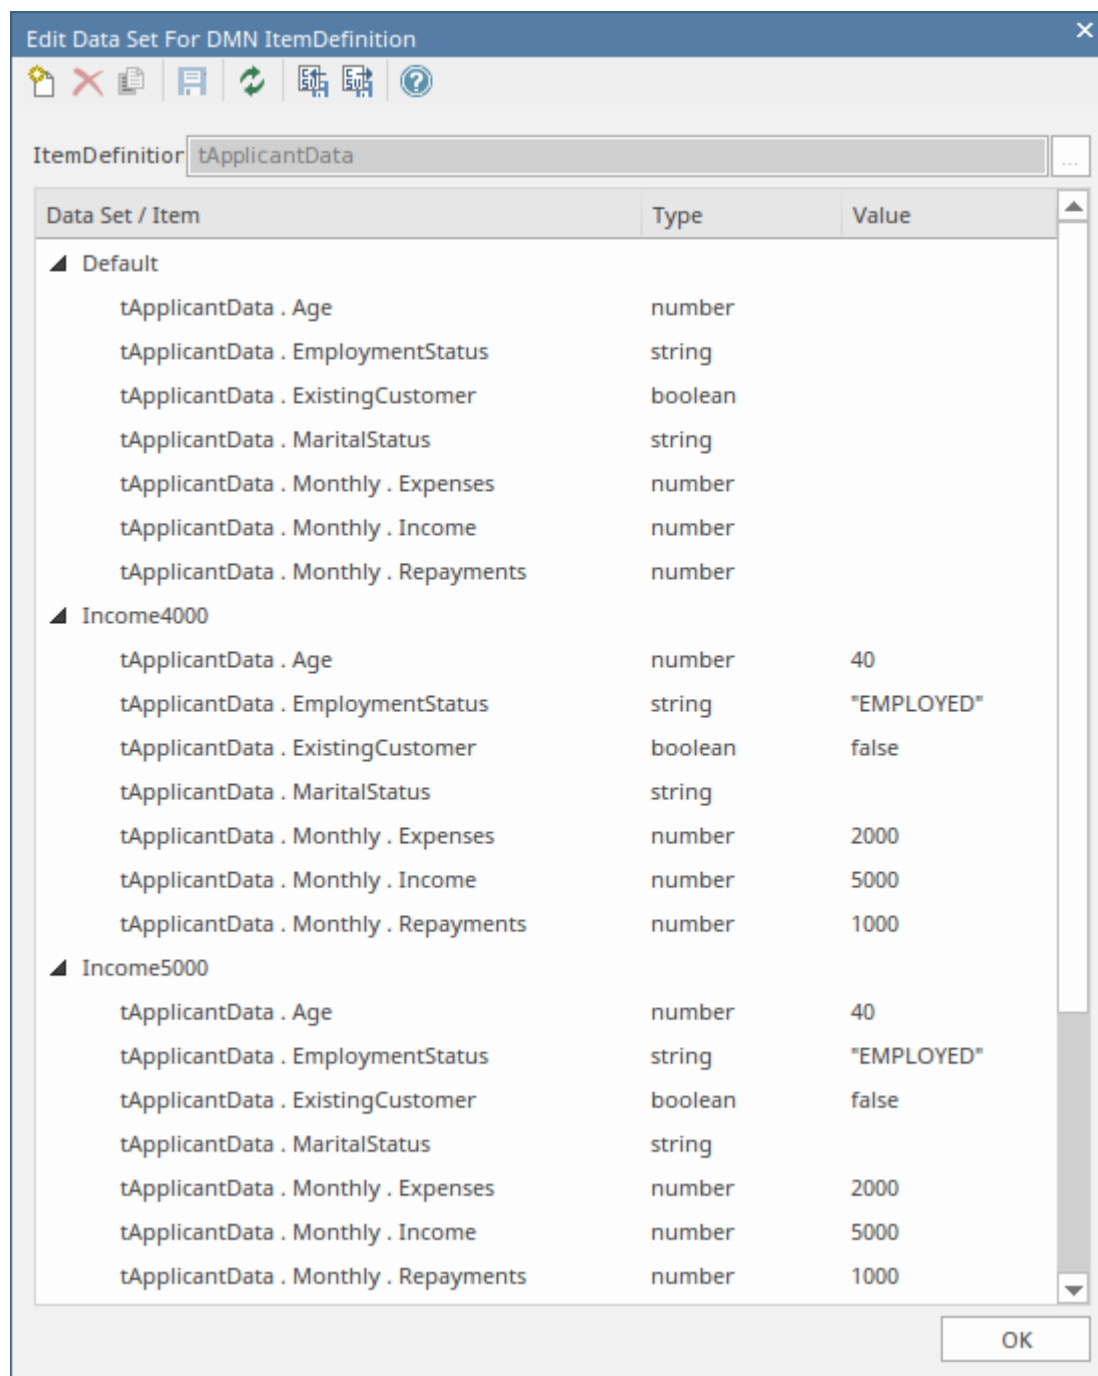 Edit Data Set For DMN ItemDefinition
ItemDefinition tApplicantData ...
Data Set / Item Type Value
Default
tApplicantData . Age number
tApplicantData . EmploymentStatus string
tApplicantData . ExistingCustomer boolean
tApplicantData . MaritalStatus string
tApplicantData . Monthly . Expenses number
tApplicantData . Monthly . Income number
tApplicantData . Monthly . Repayments number
Income4000
tApplicantData . Age number 40
tApplicantData . EmploymentStatus string "EMPLOYED"
tApplicantData . ExistingCustomer boolean false
tApplicantData . MaritalStatus string
tApplicantData . Monthly . Expenses number 2000
tApplicantData . Monthly . Income number 5000
tApplicantData . Monthly . Repayments number 1000
Income5000
tApplicantData . Age number 40
tApplicantData . EmploymentStatus string "EMPLOYED"
tApplicantData . ExistingCustomer boolean false
tApplicantData . MaritalStatus string
tApplicantData . Monthly . Expenses number 2000
tApplicantData . Monthly . Income number 5000
tApplicantData . Monthly . Repayments number 1000
OK